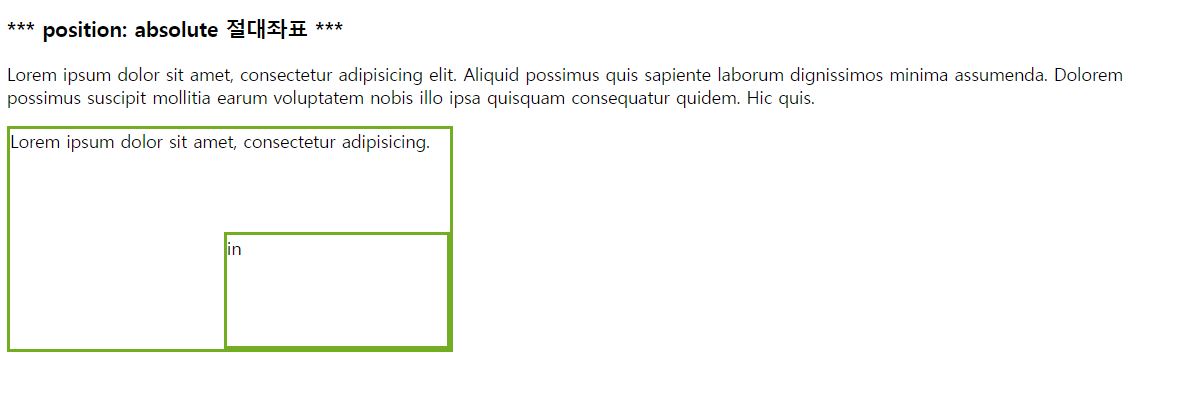 *** position: absolute 절대좌표 ***
Lorem ipsum dolor sit amet, consectetur adipisicing elit. Aliquid possimus quis sapiente laborum dignissimos minima assumenda. Dolorem
possimus suscipit mollitia earum voluptatem nobis illo ipsa quisquam consequatur quidem. Hic quis.
Lorem ipsum dolor sit amet, consectetur adipisicing.
in